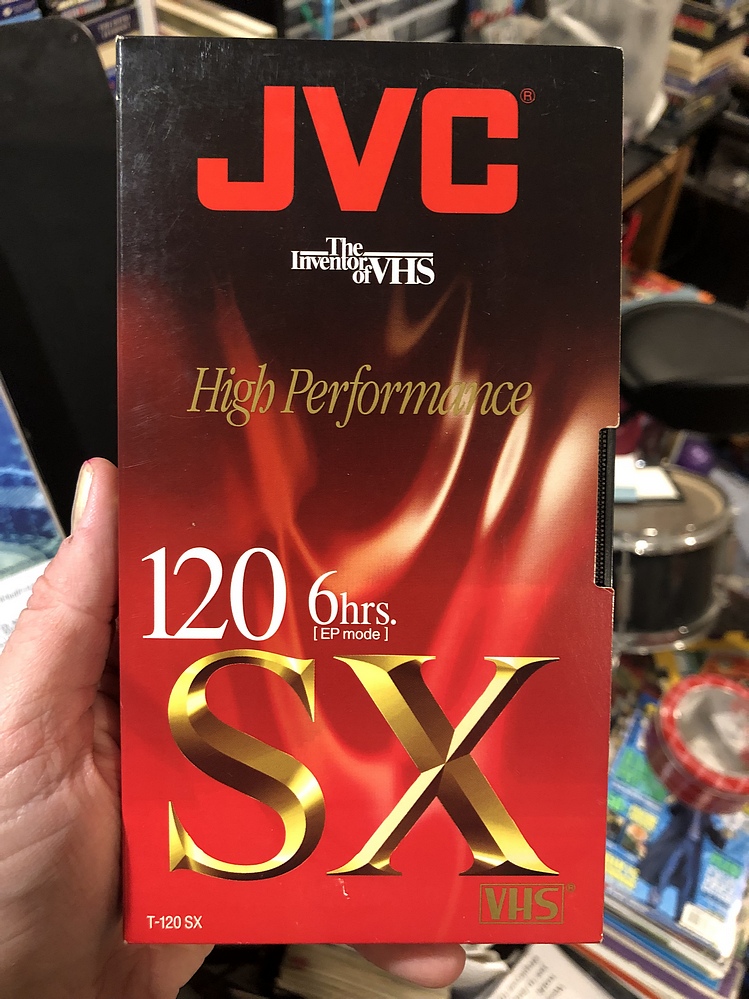 JVC®
The
Inventor
of VHS
High Performance
120 6hrs.
[EP mode]
SX
VHS®
T-120 SX